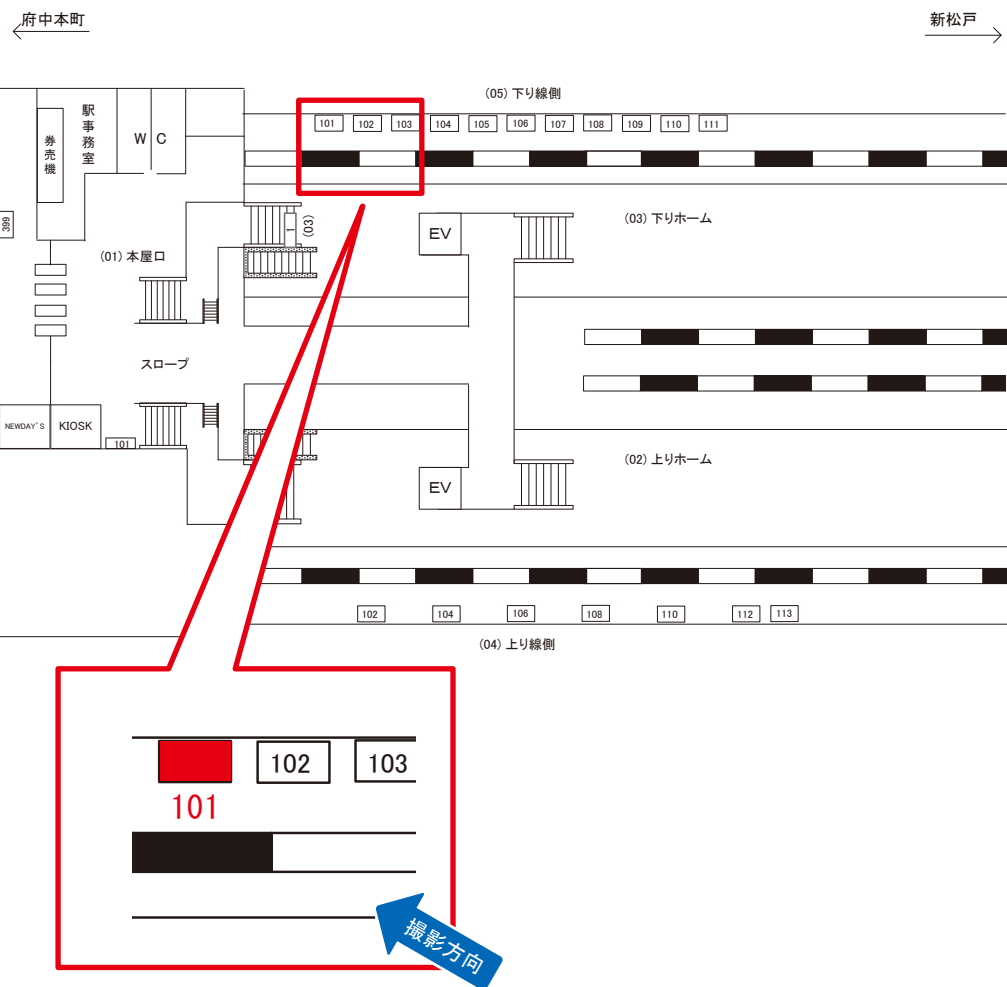 府中本町
新松戸
(05) 下り線側
101 102 103 104 105 106 107 108 109 110 111
駅事務室
券売機
W C
399
(01) 本屋口
1
(03)
EV
(03) 下りホーム
スロープ
NEWDAY'S
KIOSK
101
EV
(02) 上りホーム
102 104 106 108 110 112 113
(04) 上り線側
102
103
101
撮影方向